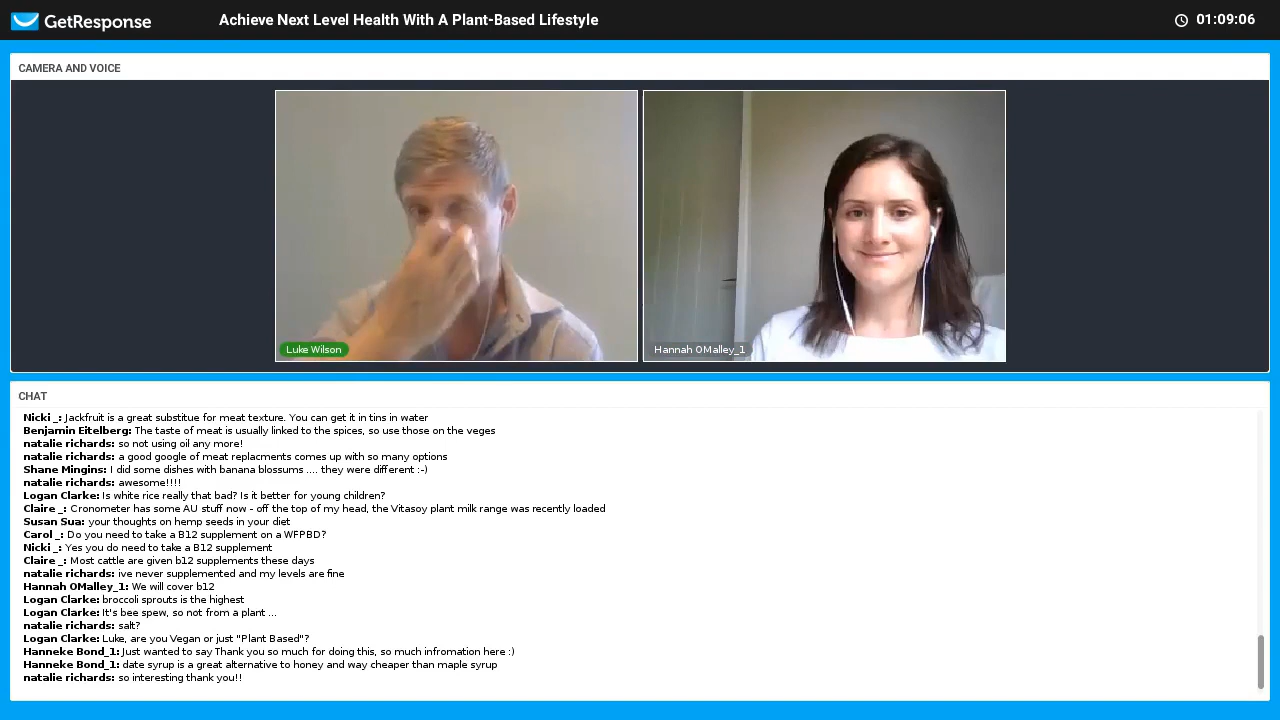 GetResponse
Achieve Next Level Health With A Plant-Based Lifestyle
01:09:06
CAMERA AND VOICE
Luke Wilson
Hannah OMalley_1
CHAT
Nicki _: Jackfruit is a great substitue for meat texture. You can get it in tins in water
Benjamin Eitelberg: The taste of meat is usually linked to the spices, so use those on the veges
natalie richards: so not using oil any more!
natalie richards: a good google of meat replacments comes up with so many options
Shane Mingins: I did some dishes with banana blossums .... they were different :-)
natalie richards: awesome!!!!
Logan Clarke: Is white rice really that bad? Is it better for young children?
Claire _: Cronometer has some AU stuff now - off the top of my head, the Vitasoy plant milk range was recently loaded
Susan Sua: your thoughts on hemp seeds in your diet
Carol _: Do you need to take a B12 supplement on a WFPBD?
Nicki _: Yes you do need to take a B12 supplement
Claire _: Most cattle are given b12 supplements these days
natalie richards: ive never supplemented and my levels are fine
Hannah OMalley_1: We will cover b12
Logan Clarke: broccoli sprouts is the highest
Logan Clarke: It's bee spew, so not from a plant ...
natalie richards: salt?
Logan Clarke: Luke, are you Vegan or just "Plant Based"?
Hanneke Bond_1: Just wanted to say Thank you so much for doing this, so much infromation here :)
Hanneke Bond_1: date syrup is a great alternative to honey and way cheaper than maple syrup
natalie richards: so interesting thank you!!